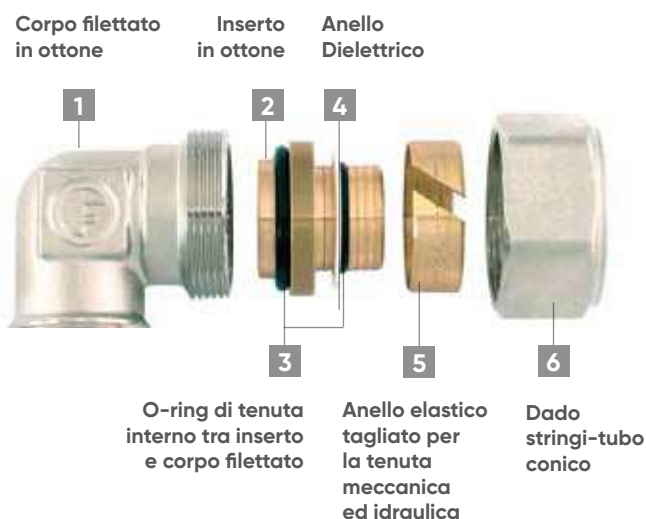 Corpo filettato
in ottone
Inserto
in ottone
Anello
Dielettrico
1
2
4
3
5
6
O-ring di tenuta
interno tra inserto
e corpo filettato
Anello elastico
tagliato per
la tenuta
meccanica
ed idraulica
Dado
stringi-tubo
conico